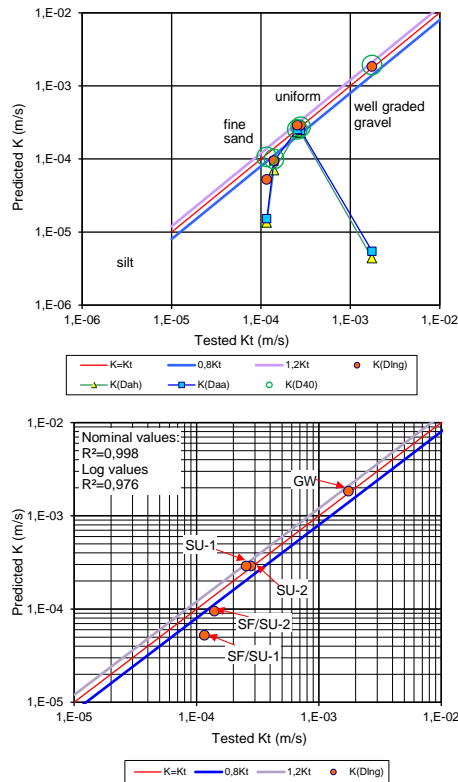 1,E-02
1,E-03
1,E-04
1,E-05
1,E-06
Predicted K (m/s)
uniform
well graded
gravel
fine
sand
silt
1,E-06 1,E-05 1,E-04 1,E-03 1,E-02
Tested Kt (m/s)
K=Kt 0,8Kt 1,2Kt K(Dlng)
K(Dah) K(Daa) K(D40)
1,E-02
1,E-03
1,E-04
1,E-05
Predicted K (m/s)
Nominal values:
R²=0,998
Log values
R²=0,976
GW
SU-1
SU-2
SF/SU-2
SF/SU-1
1,E-05 1,E-04 1,E-03 1,E-02
Tested Kt (m/s)
K=Kt 0,8Kt 1,2Kt K(Dlng)